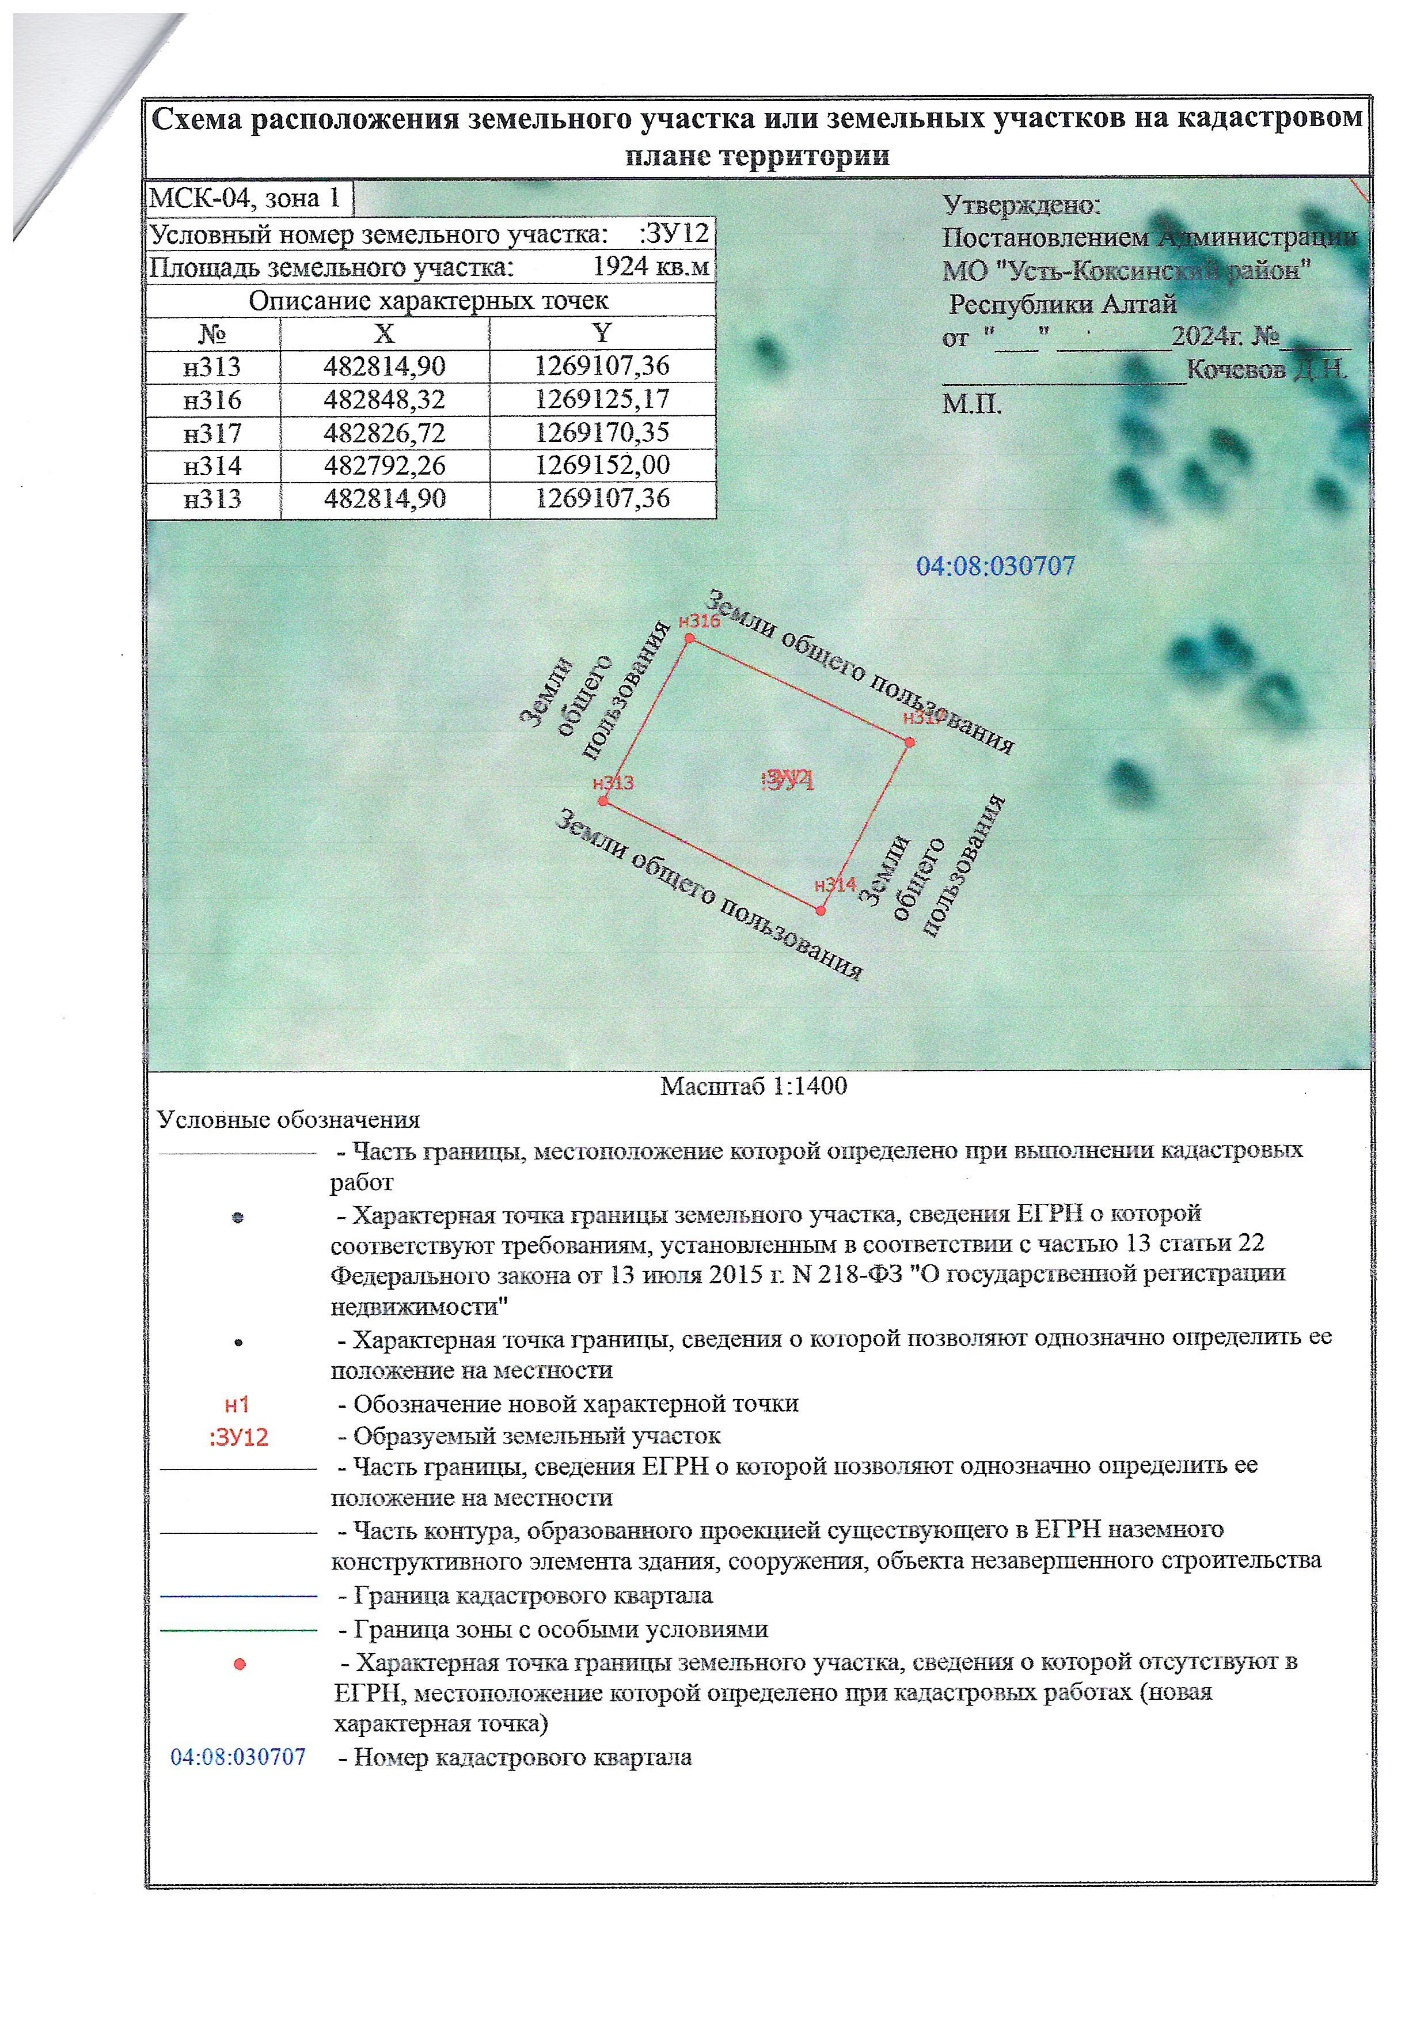 Схема расположения земельного участка или земельных участков на кадастровом
плане территории
МСК-04, зона 1
Условный номер земельного участка: :ЗУ12
Площадь земельного участка: 1924 кв.м
Описание характерных точек
№ X Y
н313 482814,90 1269107,36
н316 482848,32 1269125,17
н317 482826,72 1269170,35
н314 482792,26 1269152,00
н313 482814,90 1269107,36
Утверждено:
Постановлением Администрации
МО "Усть-Коксинский район"
Республики Алтай
от "___" ________2024г. №_____
_________________Кочевов Д.Н.
М.П.
04:08:030707
н316
Земли общего пользования
Земли
общего
пользования
н317
н313
Земли общего пользования
н314
Земли
общего
пользования
Масштаб 1:1400
Условные обозначения
- Часть границы, местоположение которой определено при выполнении кадастровых
работ
- Характерная точка границы земельного участка, сведения ЕГРН о которой
соответствуют требованиям, установленным в соответствии с частью 13 статьи 22
Федерального закона от 13 июля 2015 г. N 218-ФЗ "О государственной регистрации
недвижимости"
- Характерная точка границы, сведения о которой позволяют однозначно определить ее
положение на местности
н1 - Обозначение новой характерной точки
:ЗУ12 - Образуемый земельный участок
- Часть границы, сведения ЕГРН о которой позволяют однозначно определить ее
положение на местности
- Часть контура, образованного проекцией существующего в ЕГРН наземного
конструктивного элемента здания, сооружения, объекта незавершенного строительства
- Граница кадастрового квартала
- Граница зоны с особыми условиями
- Характерная точка границы земельного участка, сведения о которой отсутствуют в
ЕГРН, местоположение которой определено при кадастровых работах (новая
характерная точка)
04:08:030707 - Номер кадастрового квартала